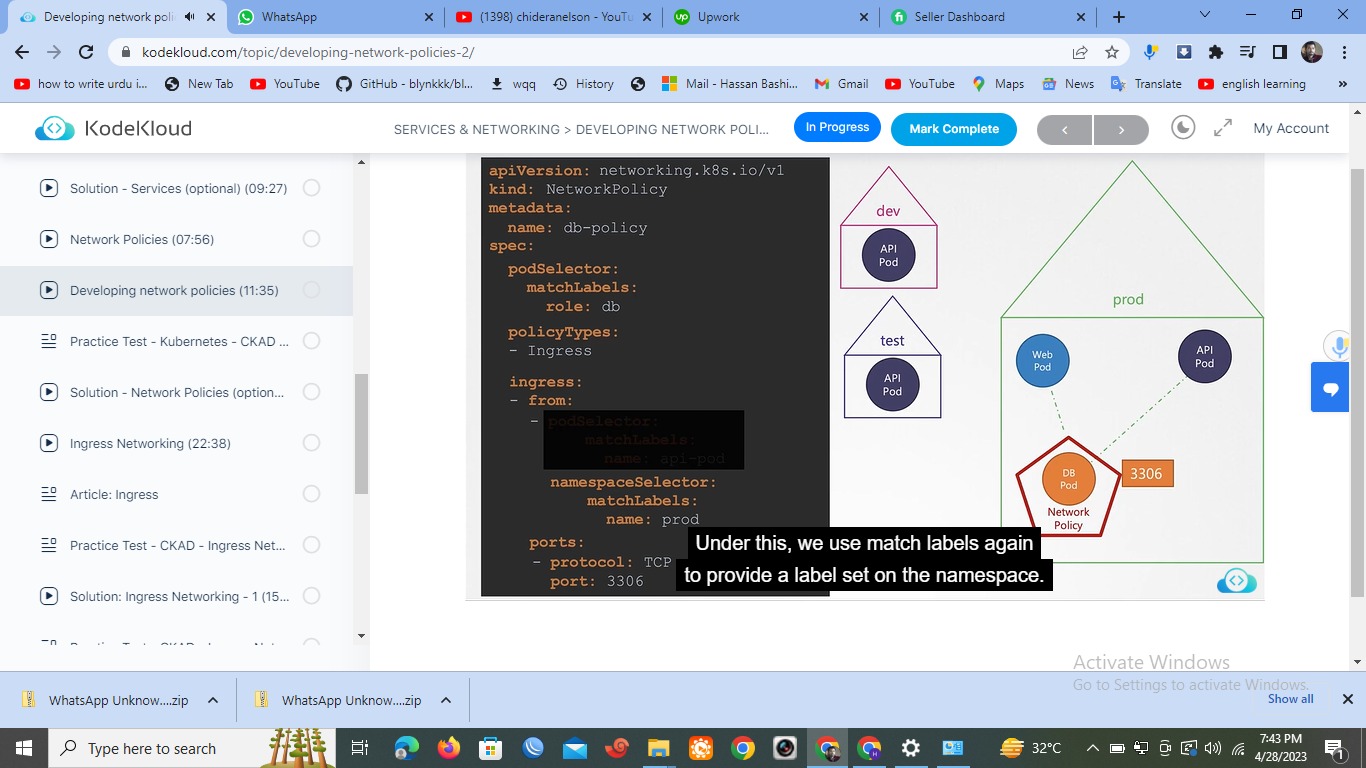 Developing network poli
WhatsApp
(1398) chideranelson - YouTu
Upwork
Seller Dashboard
kodekloud.com/topic/developing-network-policies-2/
how to write urdu i...
New Tab
YouTube
GitHub - blynkkk/bl...
wqq
History
Mail - Hassan Bashi...
Gmail
YouTube
Maps
News
Translate
english learning
»
KodeKloud
SERVICES & NETWORKING > DEVELOPING NETWORK POLI...
In Progress
Mark Complete
My Account
Solution - Services (optional) (09:27)
Network Policies (07:56)
Developing network policies (11:35)
Practice Test - Kubernetes - CKAD ...
Solution - Network Policies (option...
Ingress Networking (22:38)
Article: Ingress
Practice Test - CKAD - Ingress Net...
Solution: Ingress Networking - 1 (15...
apiVersion: networking.k8s.io/v1
kind: NetworkPolicy
metadata:
name: db-policy
spec:
podSelector:
matchLabels:
role: db
policyTypes:
- Ingress
ingress:
- from:
- podSelector:
matchLabels:
name: api-pod
namespaceSelector:
matchLabels:
name: prod
ports:
- protocol: TCP
port: 3306
dev
API
Pod
test
API
Pod
prod
Web
Pod
API
Pod
DB
Pod
Network
Policy
3306
Under this, we use match labels again
to provide a label set on the namespace.
Activate Windows
Go to Settings to activate Windows.
WhatsApp Unknow....zip
WhatsApp Unknow....zip
Show all
Type here to search
32°C
7:43 PM
4/28/2023
1